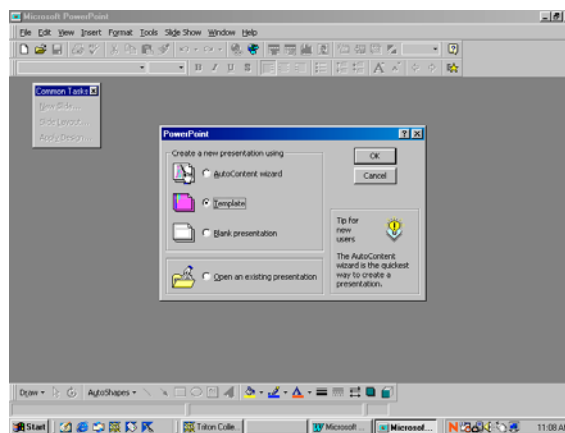 Microsoft PowerPoint
File Edit View Insert Format Tools Slide Show Window Help
B I U S
Common Tasks
New Slide...
Slide Layout...
Apply Design...
PowerPoint
Create a new presentation using
AutoContent wizard
Template
Blank presentation
Open an existing presentation
OK
Cancel
Tip for
new
users
The AutoContent
wizard is the quickest
way to create a
presentation.
Draw AutoShapes
Start Triton Colle... Microsoft ... Microsof... 11:08 A